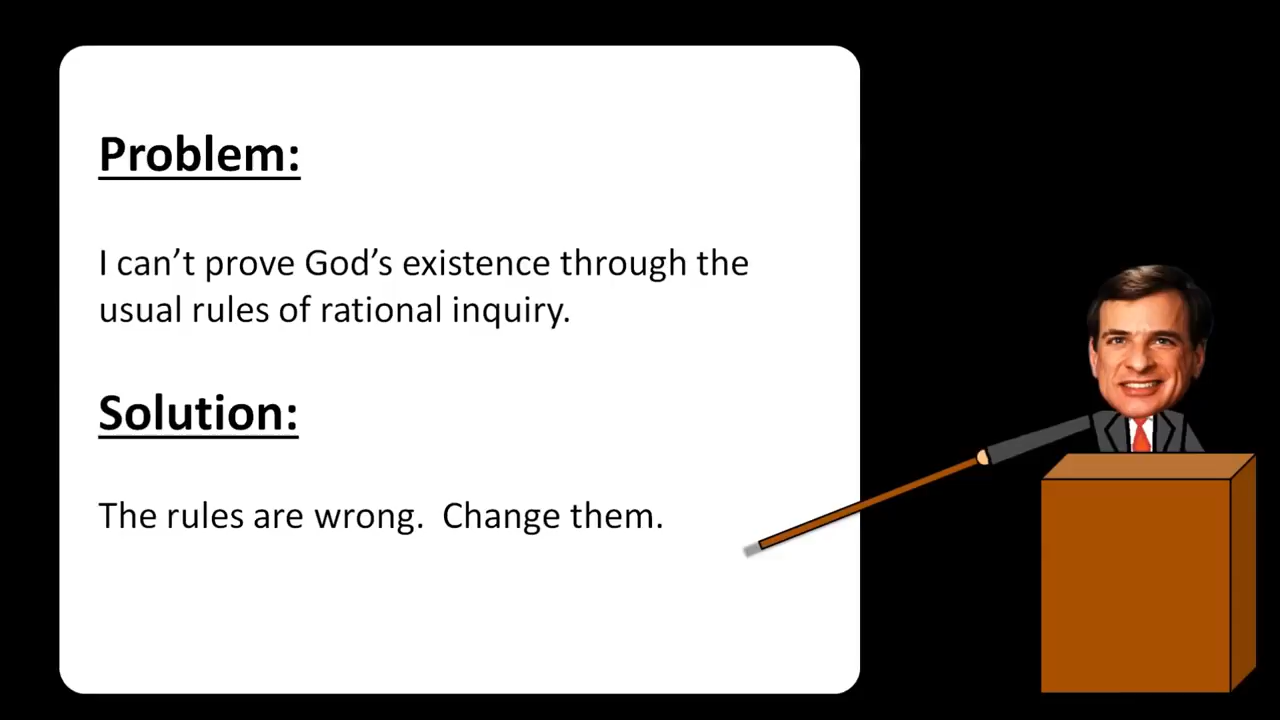 Problem:
I can’t prove God’s existence through the
usual rules of rational inquiry.
Solution:
The rules are wrong.  Change them.